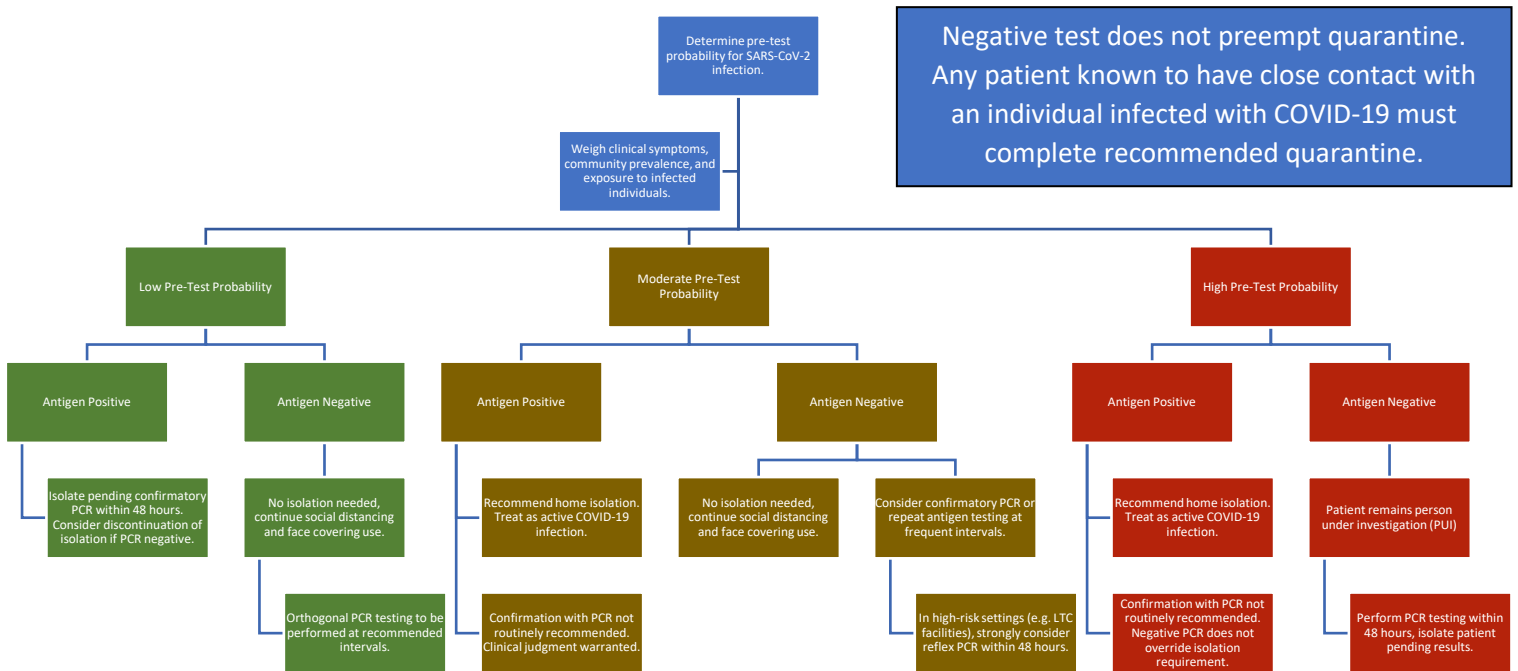 Determine pre-test
probability for SARS-CoV-2
infection.
Negative test does not preempt quarantine.
Any patient known to have close contact with
an individual infected with COVID-19 must
complete recommended quarantine.
Weigh clinical symptoms,
community prevalence, and
exposure to infected
individuals.
Low Pre-Test Probability
Moderate Pre-Test
Probability
High Pre-Test Probability
Antigen Positive
Antigen Negative
Antigen Positive
Antigen Negative
Antigen Positive
Antigen Negative
Isolate pending confirmatory
PCR within 48 hours.
Consider discontinuation of
isolation if PCR negative.
No isolation needed,
continue social distancing
and face covering use.
Recommend home isolation.
Treat as active COVID-19
infection.
No isolation needed,
continue social distancing
and face covering use.
Consider confirmatory PCR or
repeat antigen testing at
frequent intervals.
Recommend home isolation.
Treat as active COVID-19
infection.
Patient remains person
under investigation (PUI)
Orthogonal PCR testing to be
performed at recommended
intervals.
Confirmation with PCR not
routinely recommended.
Clinical judgment warranted.
In high-risk settings (e.g. LTC
facilities), strongly consider
reflex PCR within 48 hours.
Confirmation with PCR not
routinely recommended.
Negative PCR does not
override isolation
requirement.
Perform PCR testing within
48 hours, isolate patient
pending results.